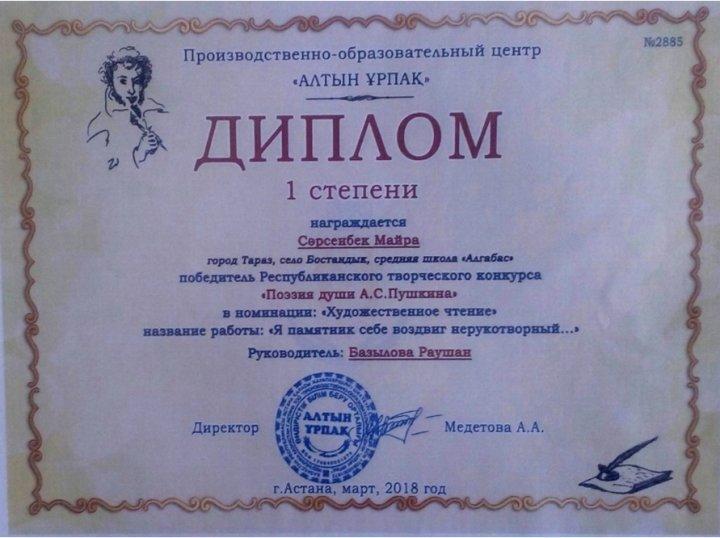 Производственно-образовательный центр
№2885
«АЛТЫН ҰРПАҚ»
ДИПЛОМ
1 степени
награждается
Сәрсенбек Майра
город Тараз, село Бостандык, средняя школа «Алгабас»
победитель Республиканского творческого конкурса
«Поэзия души А.С.Пушкина»
в номинации: «Художественное чтение»
название работы: «Я памятник себе воздвиг нерукотворный...»
Руководитель: Базылова Раушан
АЛТЫН
ҰРПАҚ
Директор
Медетова А.А.
г.Астана, март, 2018 год